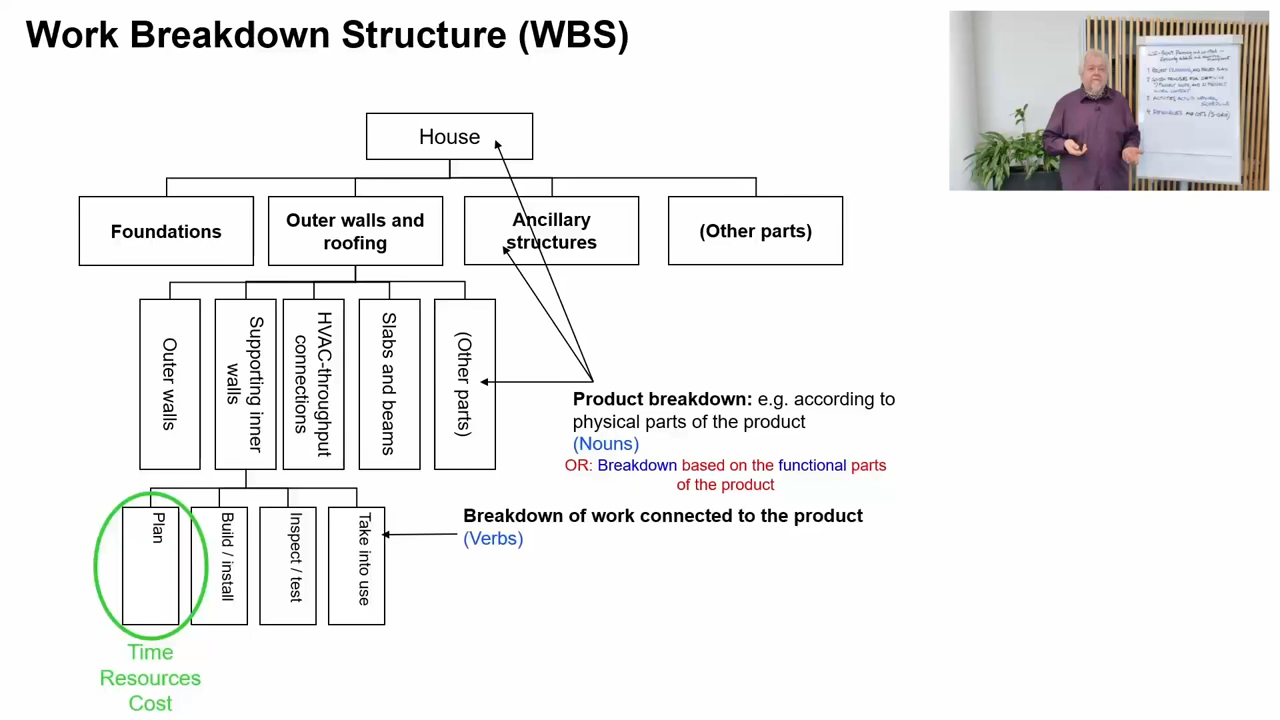 Work Breakdown Structure (WBS)
House
Foundations
Outer walls and
roofing
Ancillary
structures
(Other parts)
Outer walls
Supporting inner
walls
HVAC-throughput
connections
Slabs and beams
(Other parts)
Product breakdown: e.g. according to
physical parts of the product
(Nouns)
OR: Breakdown based on the functional parts
of the product
Plan
Build / install
Inspect / test
Take into use
Breakdown of work connected to the product
(Verbs)
Time
Resources
Cost